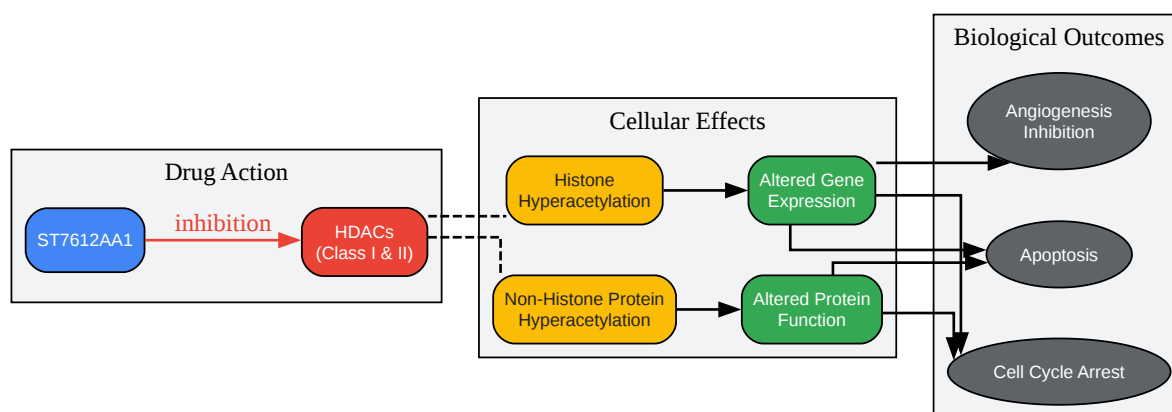 Drug Action
ST7612AA1
inhibition
HDACs
(Class I & II)
Cellular Effects
Histone
Hyperacetylation
Altered Gene
Expression
Non-Histone Protein
Hyperacetylation
Altered Protein
Function
Biological Outcomes
Angiogenesis
Inhibition
Apoptosis
Cell Cycle Arrest